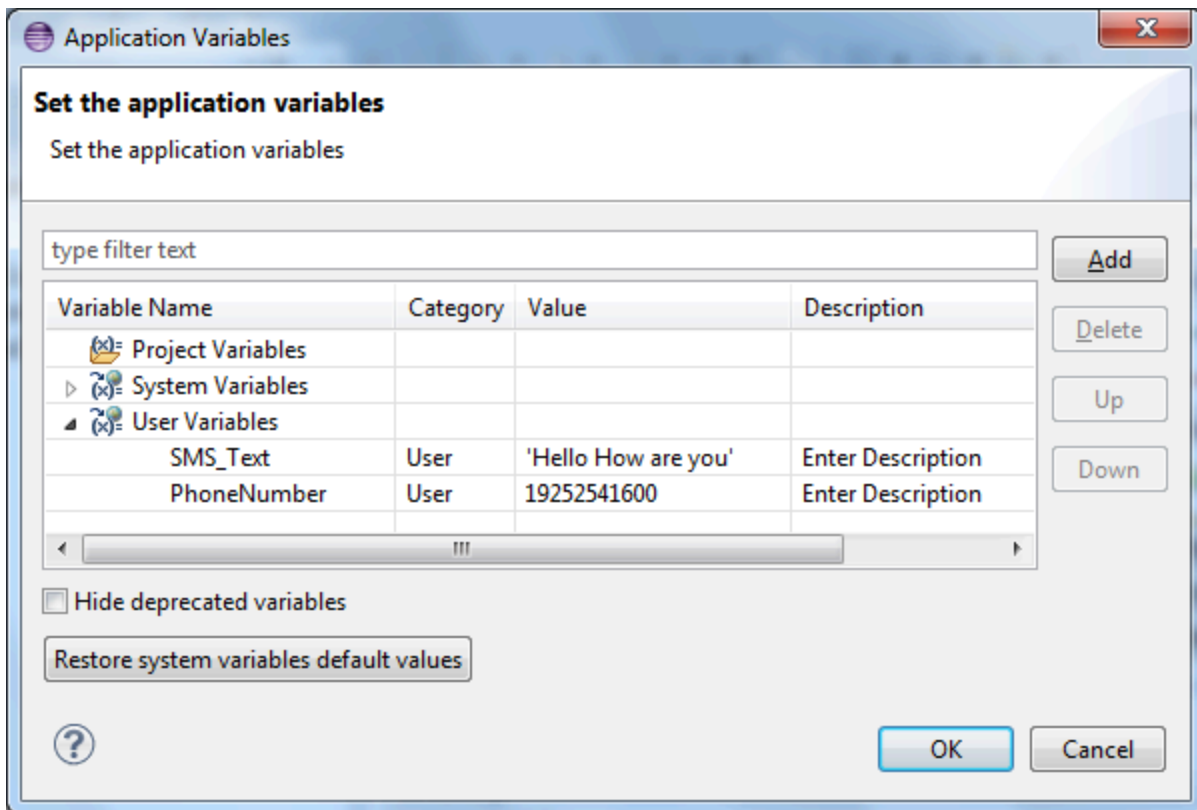 Application Variables
Set the application variables
Set the application variables
type filter text
Add
Variable Name Category Value Description
Delete
Project Variables
System Variables
Up
User Variables
SMS_Text User 'Hello How are you' Enter Description
Down
PhoneNumber User 19252541600 Enter Description
Hide deprecated variables
Restore system variables default values
OK Cancel